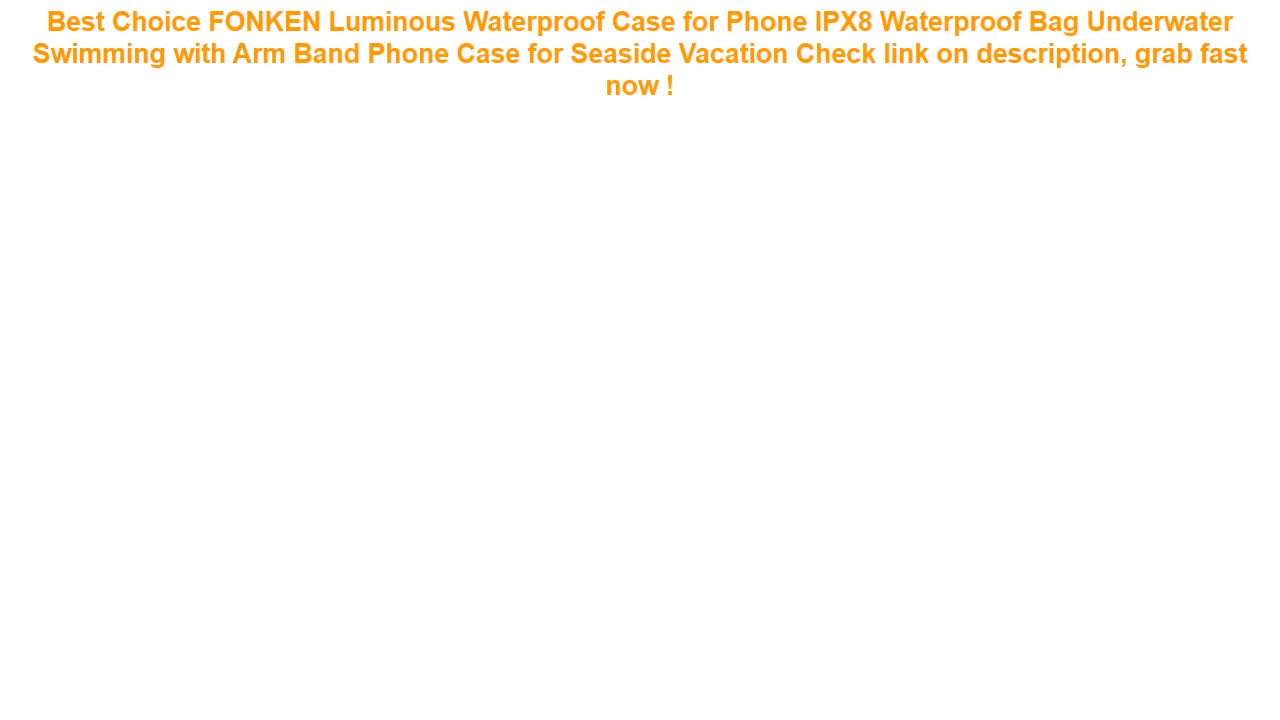 Best Choice FONKEN Luminous Waterproof Case for Phone IPX8 Waterproof Bag Underwater
Swimming with Arm Band Phone Case for Seaside Vacation Check link on description, grab fast
now !